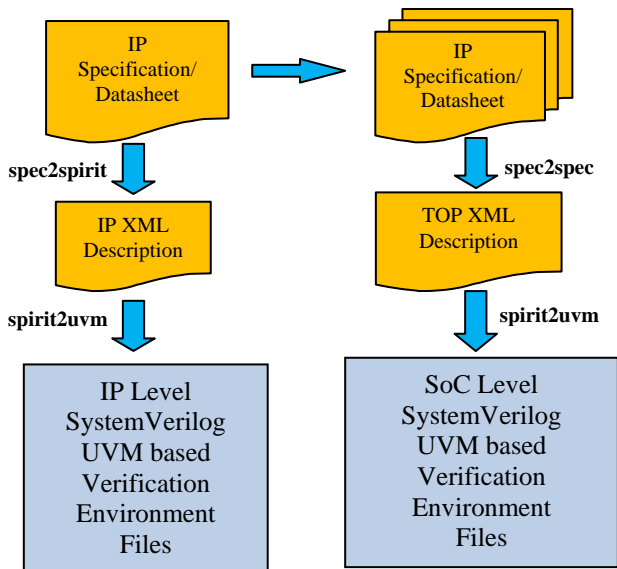 IP
Specification/
Datasheet
IP
Specification/
Datasheet
spec2spirit
spec2spec
IP XML
Description
TOP XML
Description
spirit2uvm
spirit2uvm
IP Level
SystemVerilog
UVM based
Verification
Environment
Files
SoC Level
SystemVerilog
UVM based
Verification
Environment
Files